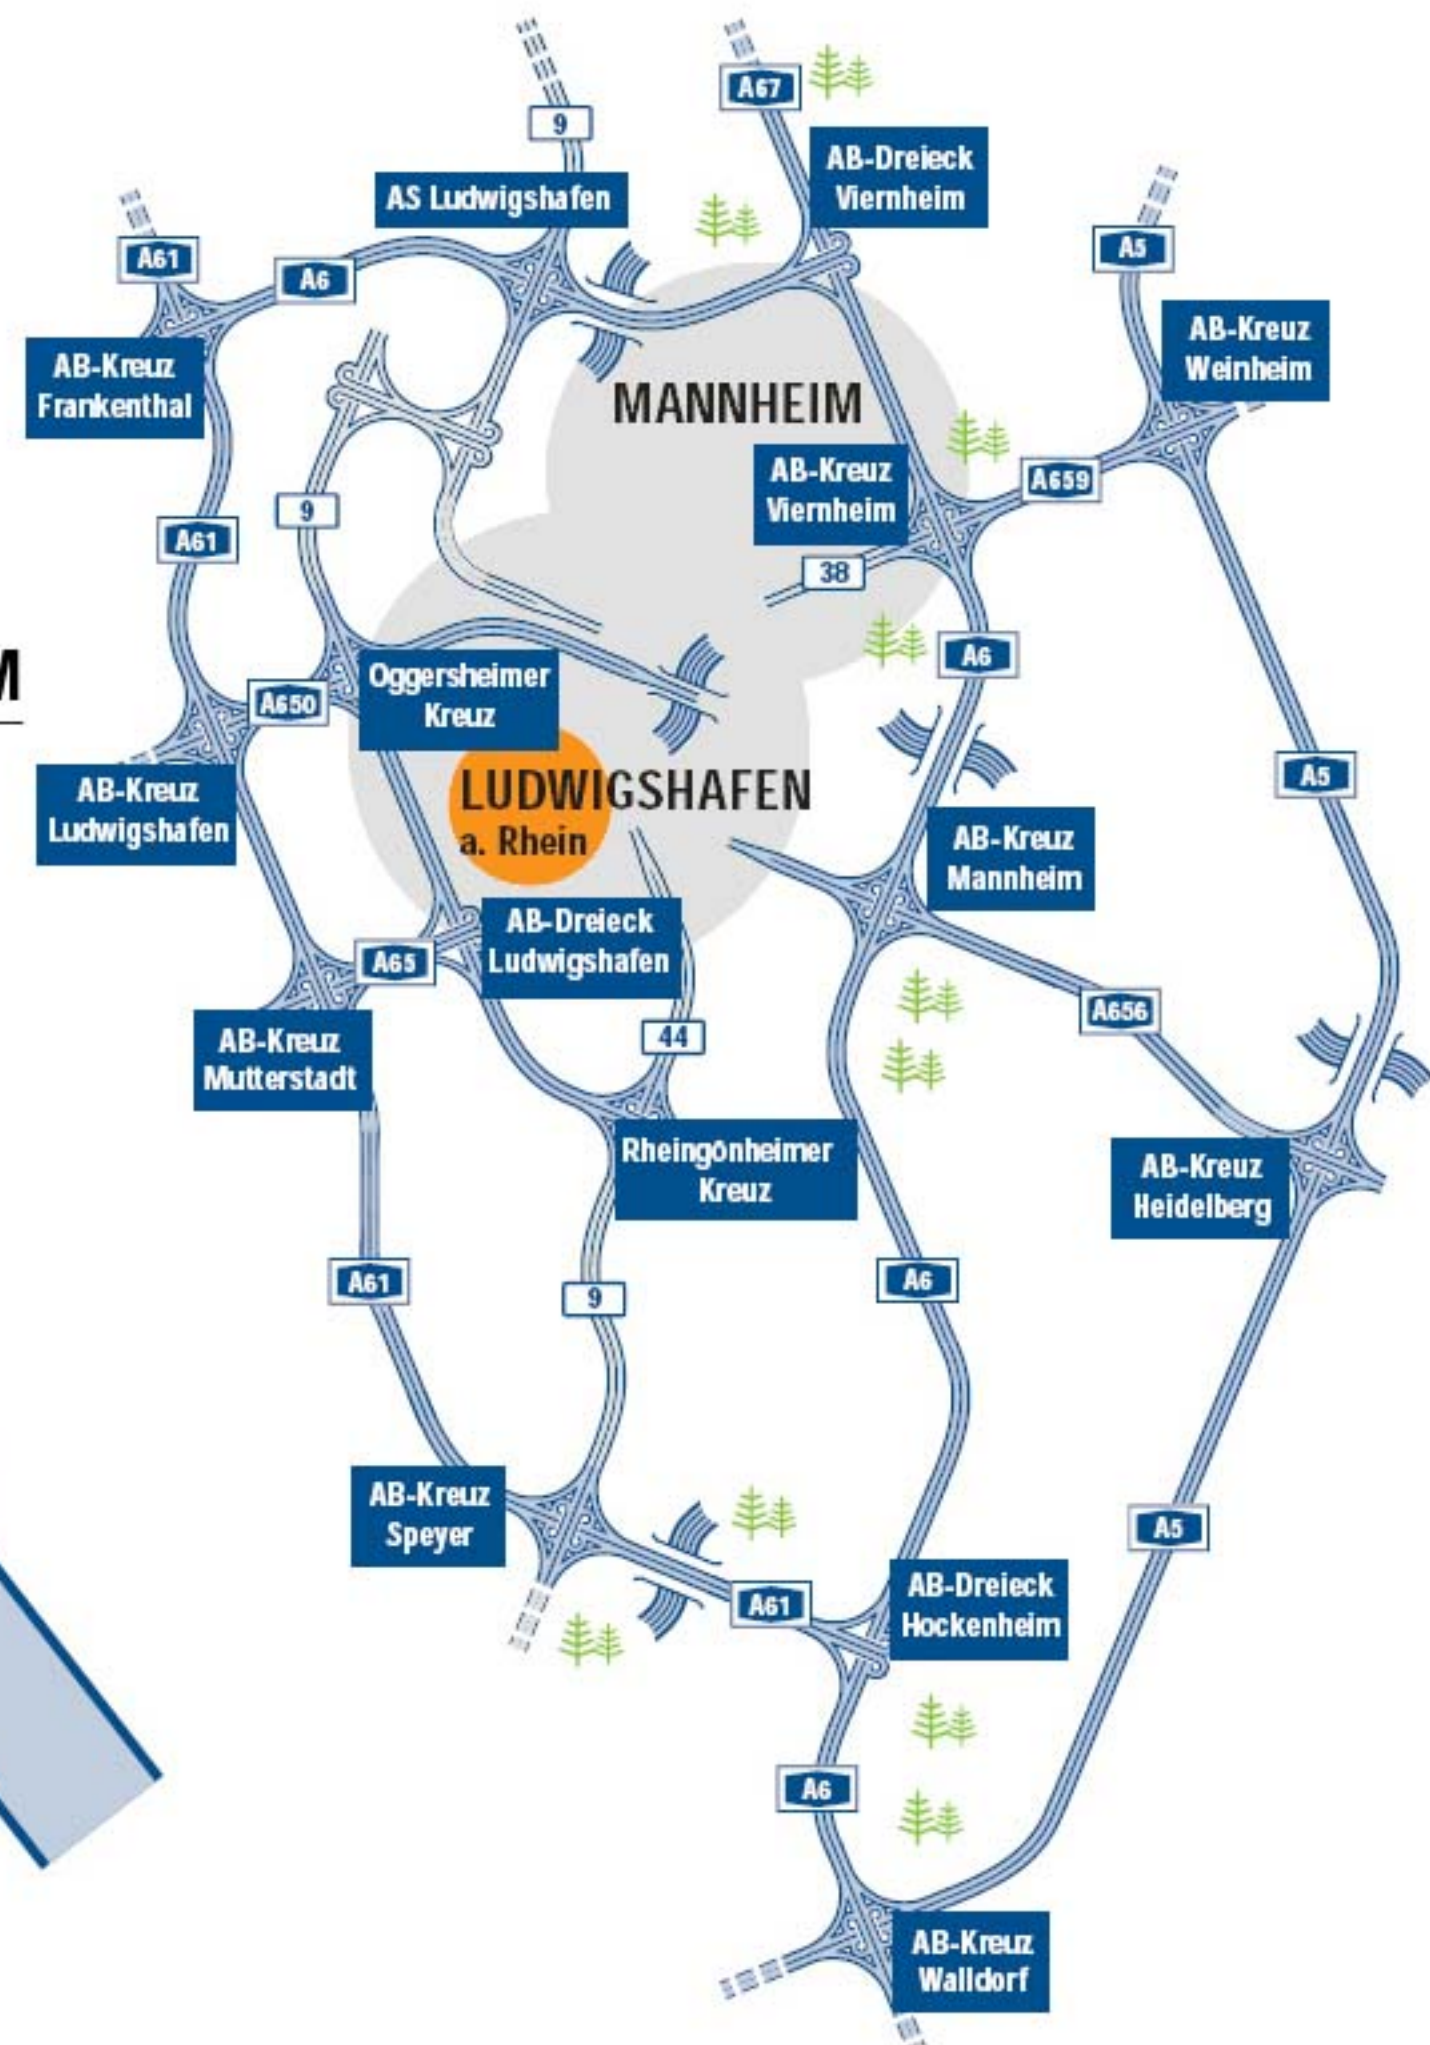 9
A67
AB-Dreieck
Viernheim
AS Ludwigshafen
A61
A6
A5
AB-Kreuz
Frankenthal
AB-Kreuz
Weinheim
MANNHEIM
AB-Kreuz
Viernheim
A659
9
A61
38
A6
M
Oggersheimer
Kreuz
A650
A5
AB-Kreuz
Ludwigshafen
LUDWIGSHAFEN
a. Rhein
AB-Kreuz
Mannheim
AB-Dreieck
Ludwigshafen
A65
A656
44
AB-Kreuz
Mutterstadt
Rheingönheimer
Kreuz
AB-Kreuz
Heidelberg
A61
9
A6
AB-Kreuz
Speyer
A5
A61
AB-Dreieck
Hockenheim
A6
AB-Kreuz
Walldorf